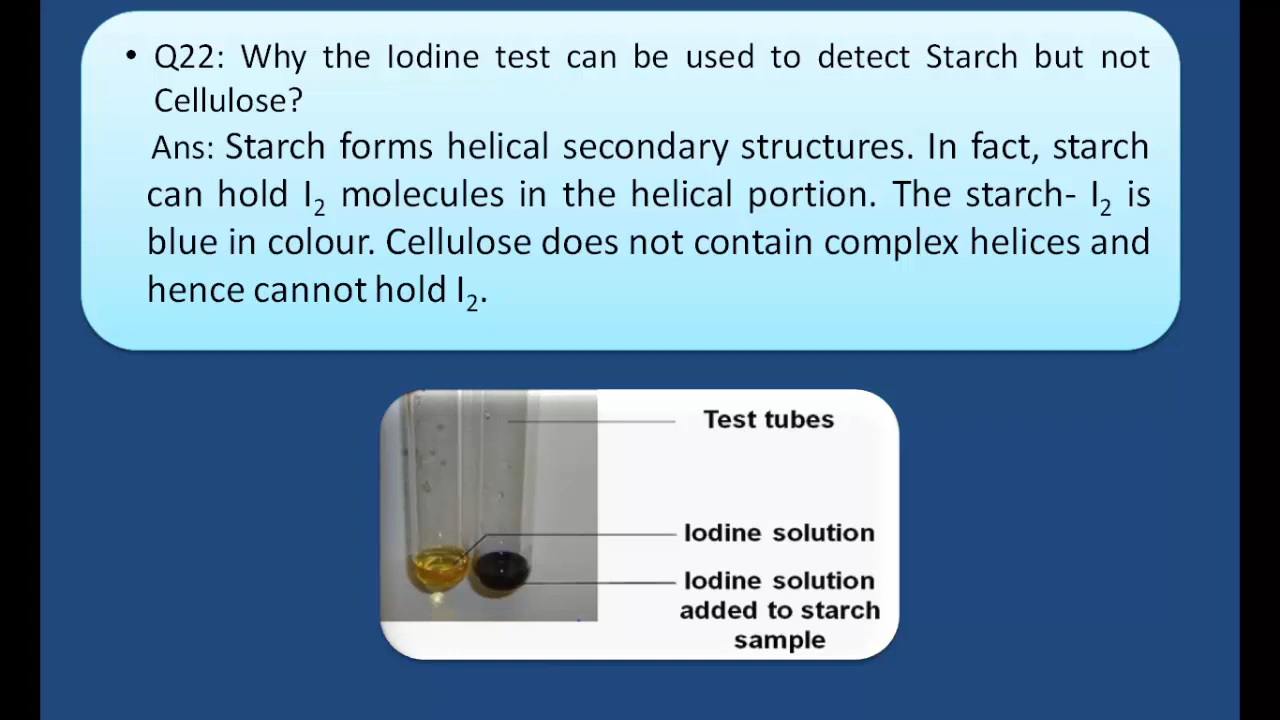 • Q22: Why the Iodine test can be used to detect Starch but not
Cellulose?
Ans: Starch forms helical secondary structures. In fact, starch
can hold I₂ molecules in the helical portion. The starch- I₂ is
blue in colour. Cellulose does not contain complex helices and
hence cannot hold I₂.
Test tubes
Iodine solution
Iodine solution
added to starch
sample